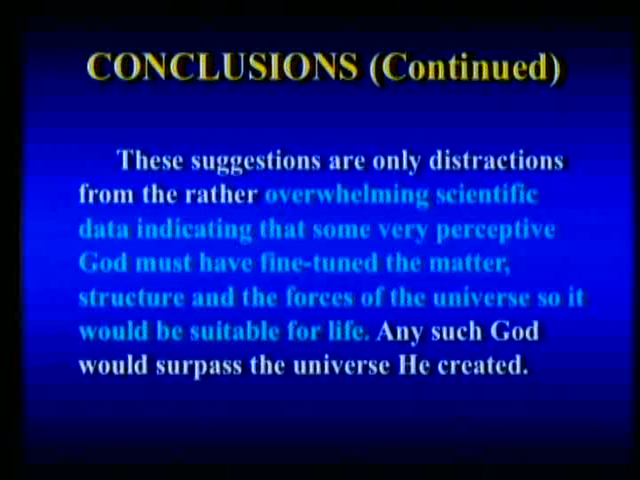 CONCLUSIONS (Continued)
These suggestions are only distractions
from the rather overwhelming scientific
data indicating that some very perceptive
God must have fine-tuned the matter,
structure and the forces of the universe so it
would be suitable for life. Any such God
would surpass the universe He created.